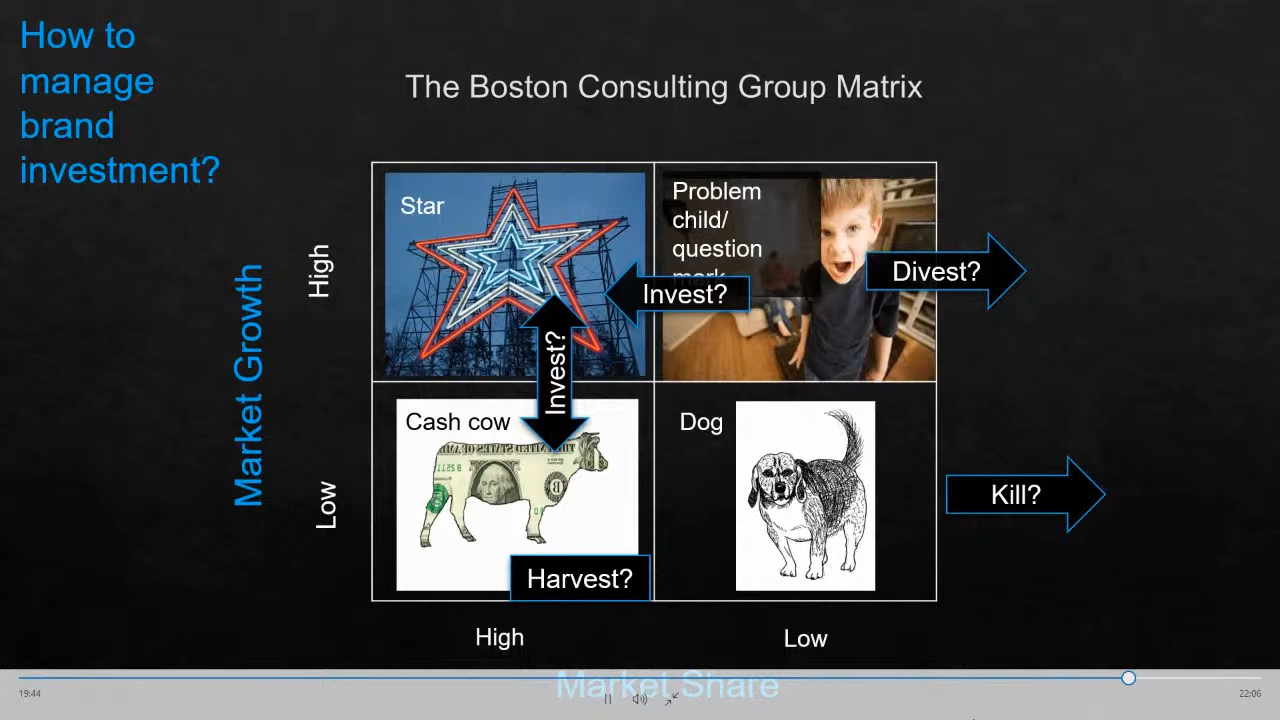 How to
manage
brand
investment?
The Boston Consulting Group Matrix
Star
Problem
child/
question
mark
Divest?
Invest?
High
Market Growth
Invest?
Cash cow
Dog
Low
Kill?
Harvest?
High
Low
Market Share
19:44
22:06